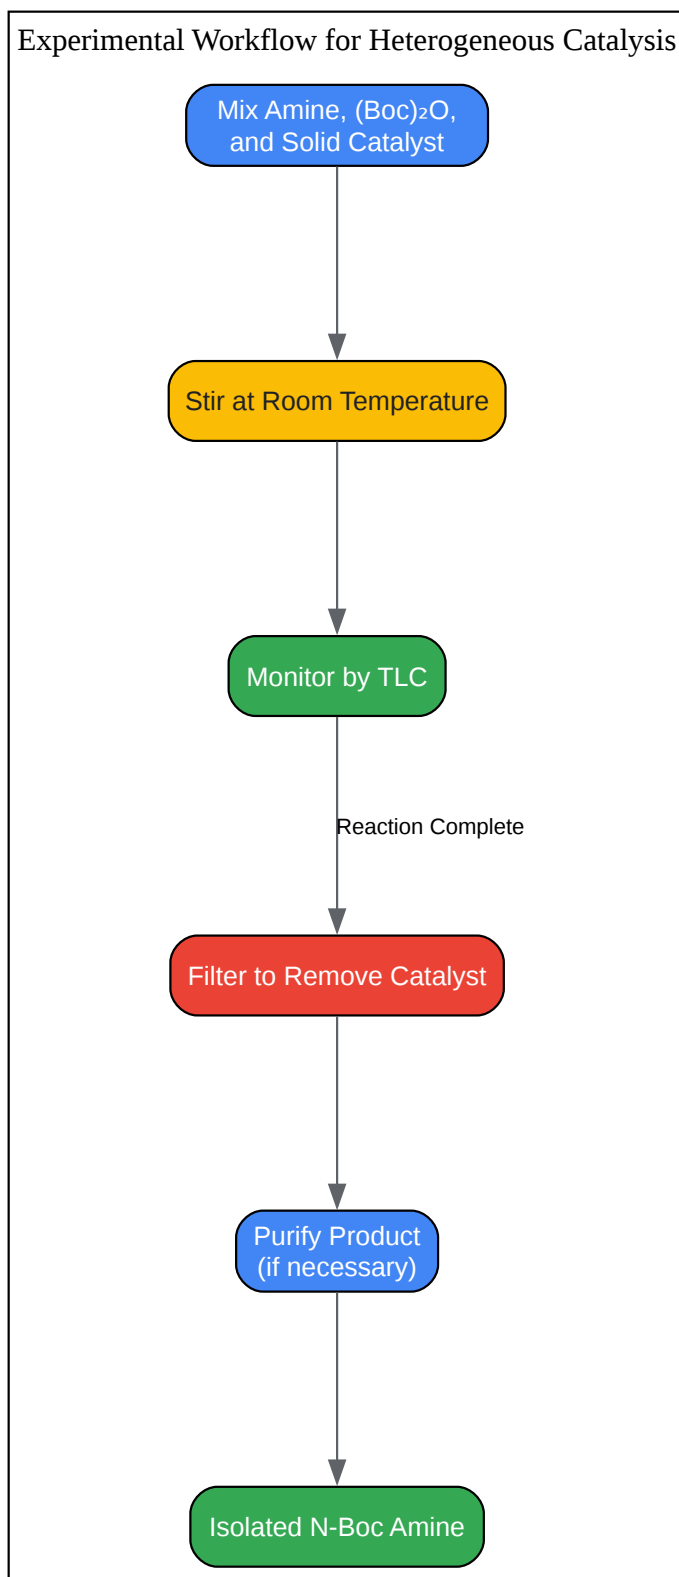 Experimental Workflow for Heterogeneous Catalysis
Mix Amine, (Boc)₂O,
and Solid Catalyst
Stir at Room Temperature
Monitor by TLC
Reaction Complete
Filter to Remove Catalyst
Purify Product
(if necessary)
Isolated N-Boc Amine